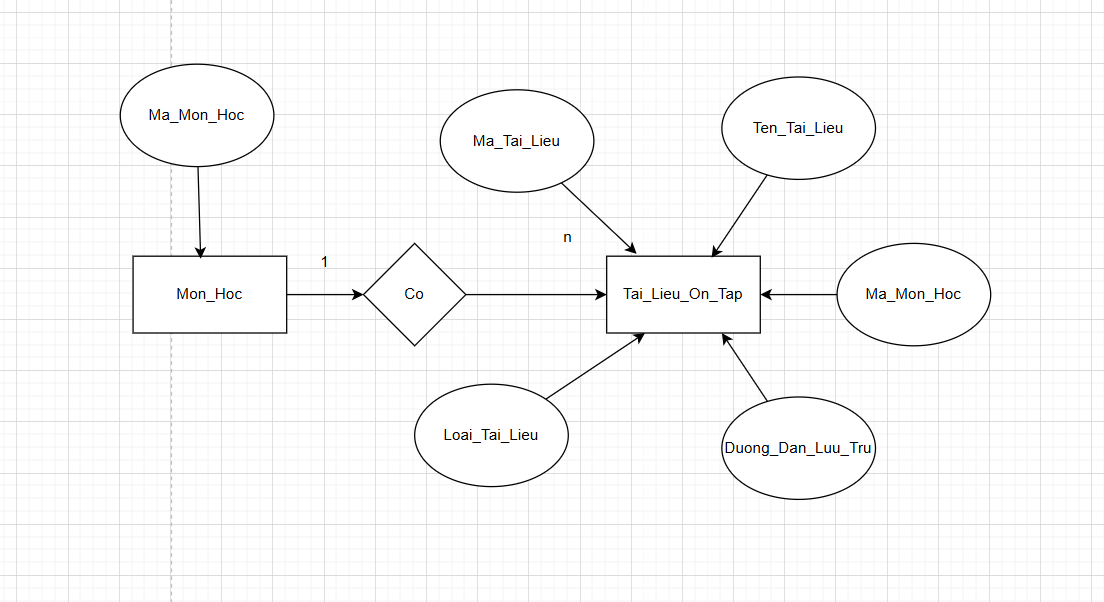 Ma_Mon_Hoc
Ma_Tai_Lieu
Ten_Tai_Lieu
n
1
Mon_Hoc
Co
Tai_Lieu_On_Tap
Ma_Mon_Hoc
Loai_Tai_Lieu
Duong_Dan_Luu_Tru